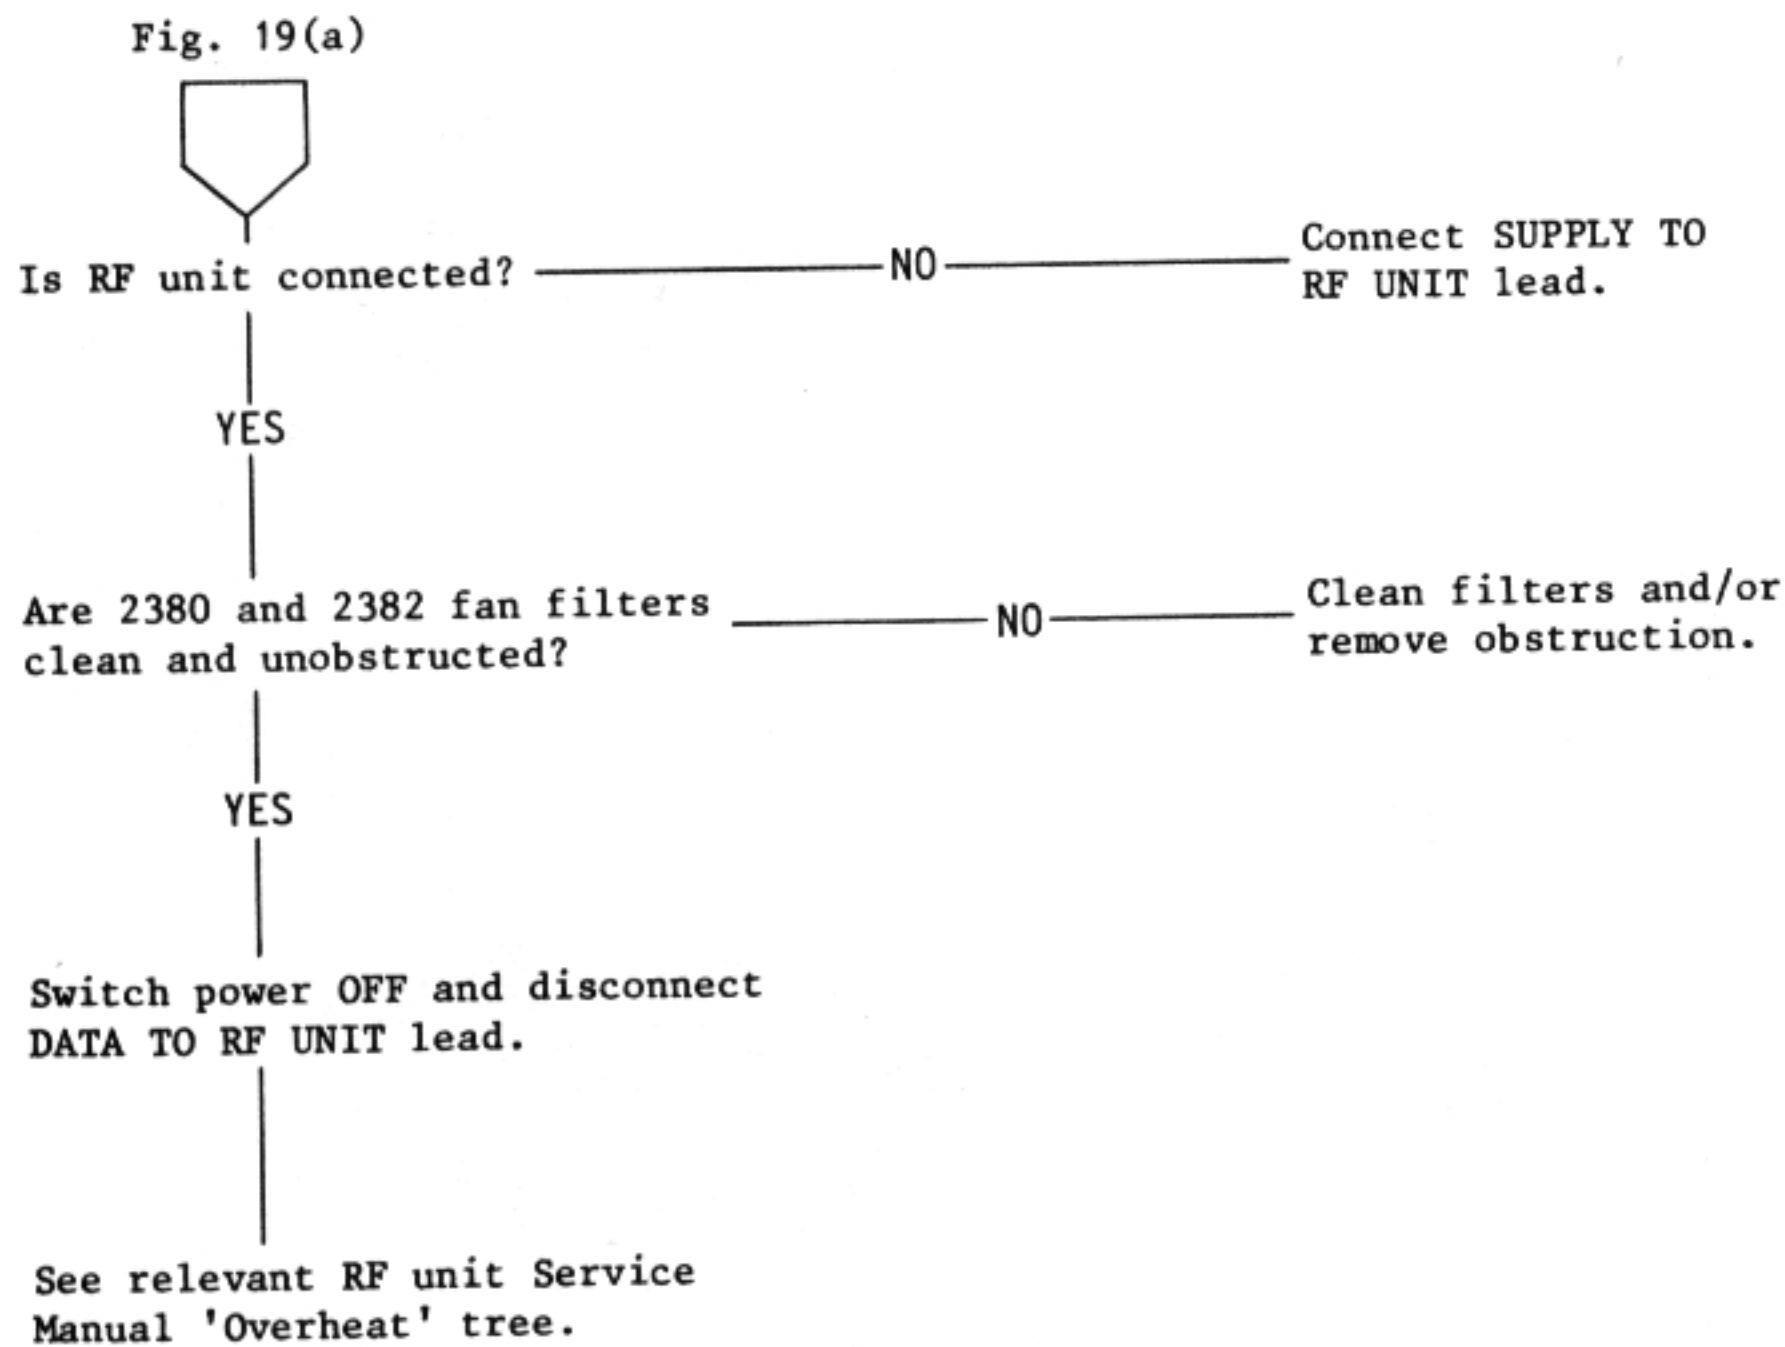 Fig. 19(a)
Is RF unit connected?
NO
Connect SUPPLY TO
RF UNIT lead.
YES
Are 2380 and 2382 fan filters
clean and unobstructed?
NO
Clean filters and/or
remove obstruction.
YES
Switch power OFF and disconnect
DATA TO RF UNIT lead.
See relevant RF unit Service
Manual 'Overheat' tree.